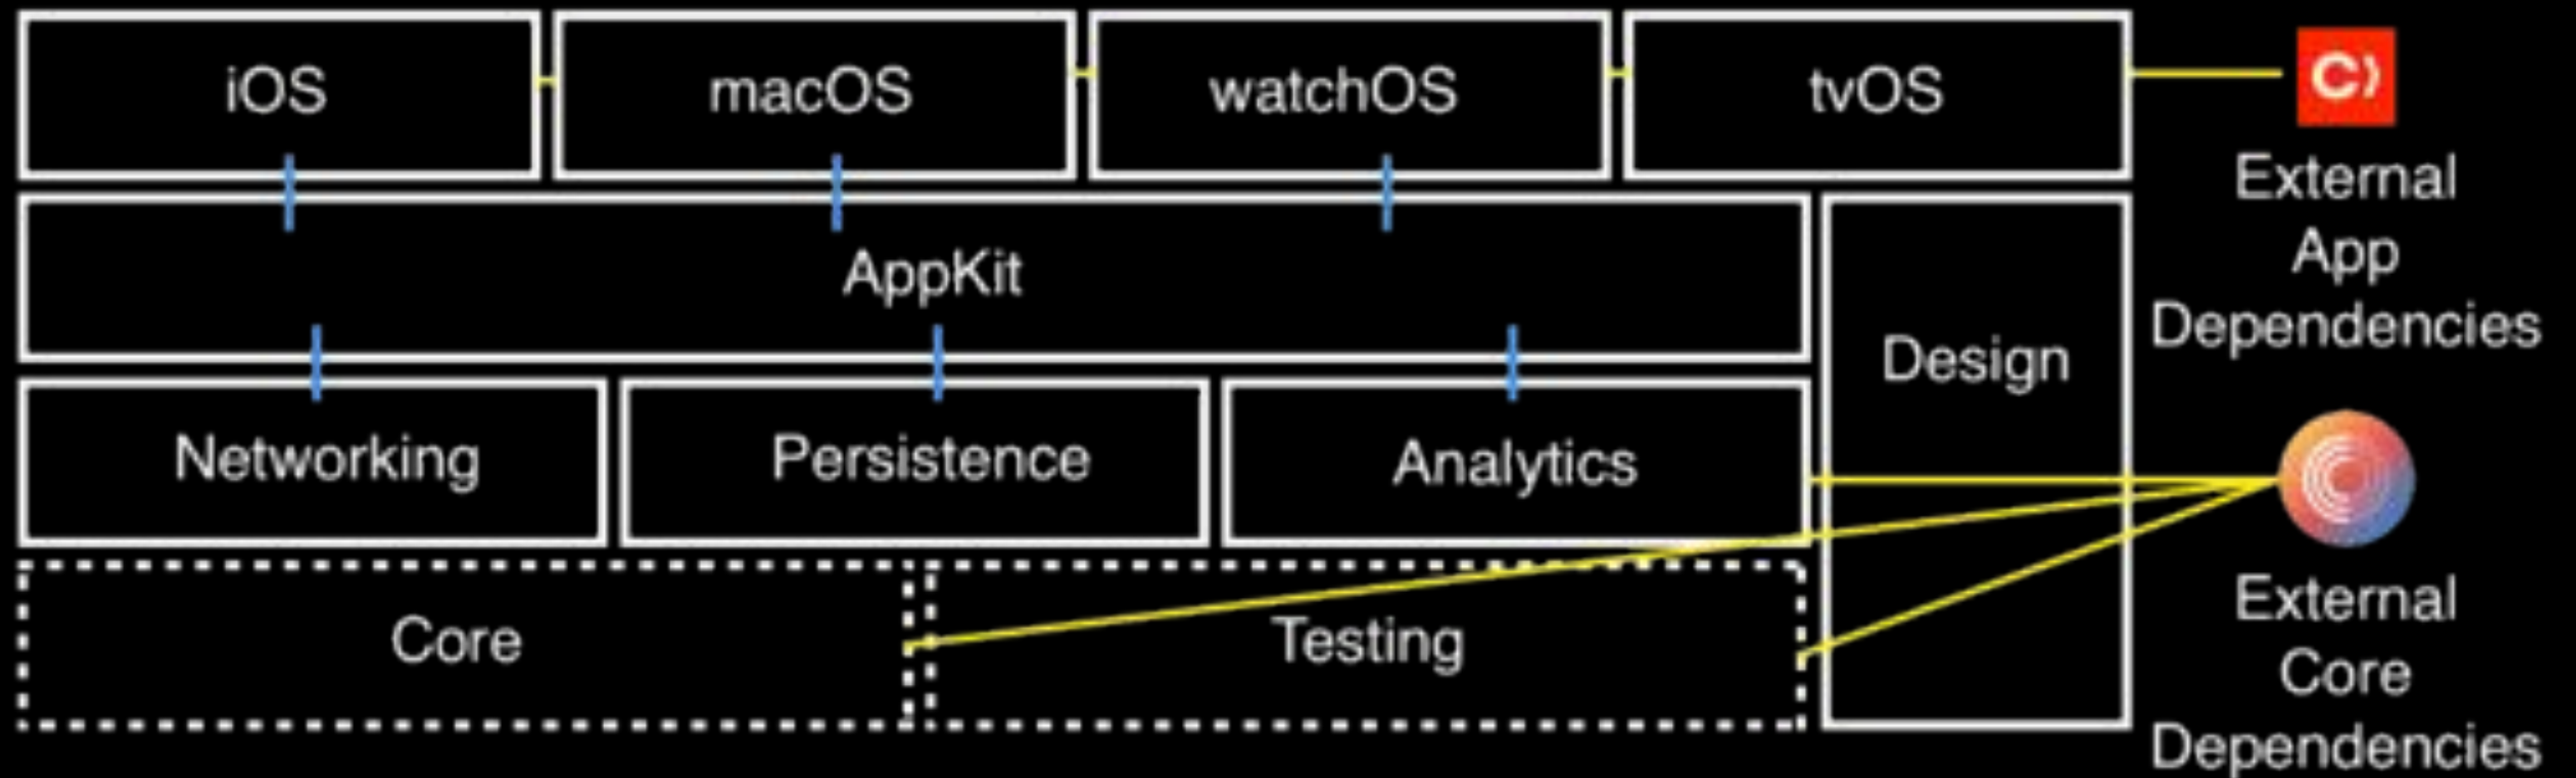 iOS
macOS
watchOS
tvOS
External
App
Dependencies
AppKit
Design
Networking
Persistence
Analytics
Core
Testing
External
Core
Dependencies